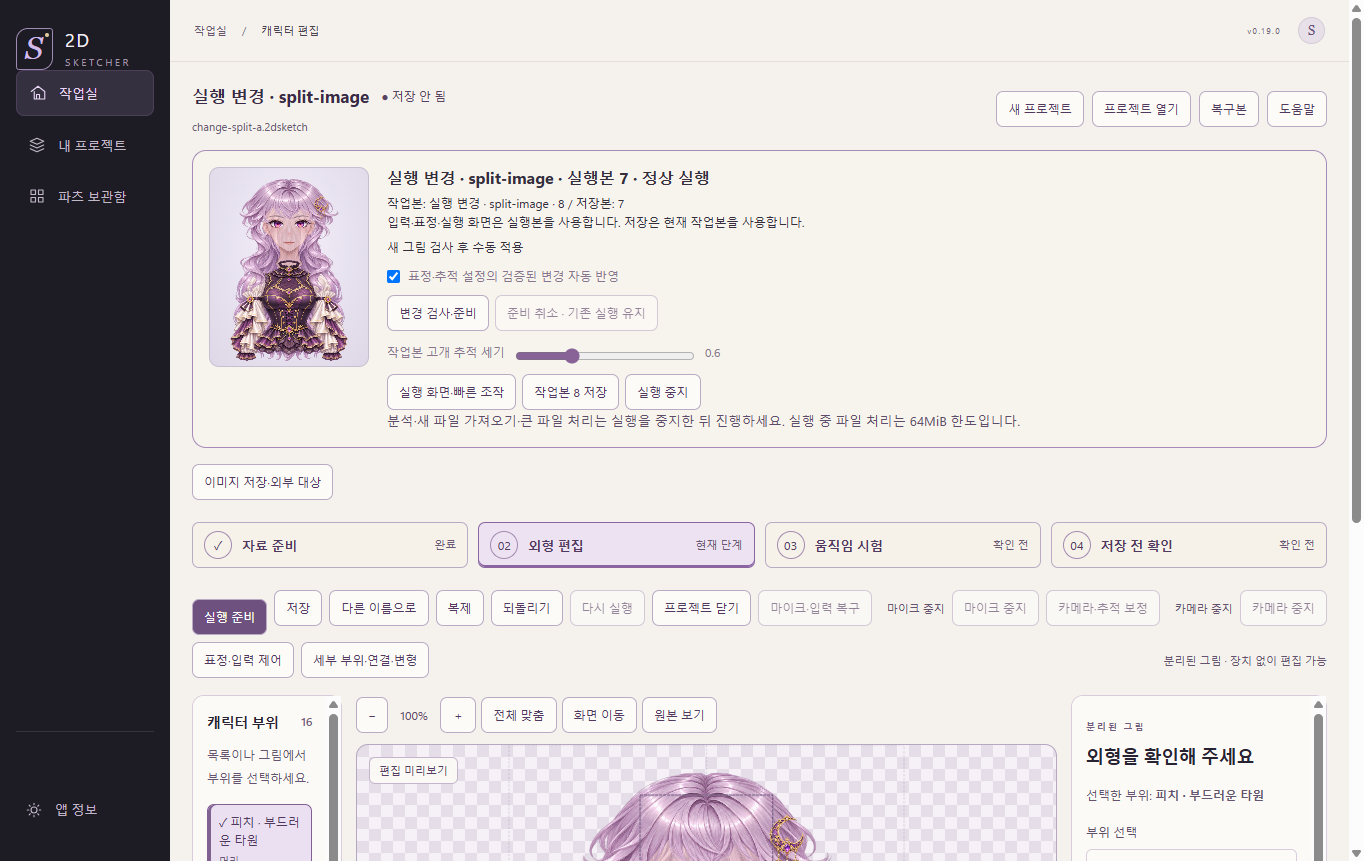 S
2D
SKETCHER
작업실
내 프로젝트
파츠 보관함
앱 정보
작업실 / 캐릭터 편집
v0.19.0
S
실행 변경 · split-image
● 저장 안 됨
change-split-a.2dsketch
새 프로젝트
프로젝트 열기
복구본
도움말
실행 변경 · split-image · 실행본 7 · 정상 실행
작업본: 실행 변경 · split-image · 8 / 저장본: 7
입력·표정·실행 화면은 실행본을 사용합니다. 저장은 현재 작업본을 사용합니다.
새 그림 검사 후 수동 적용
표정·추적 설정의 검증된 변경 자동 반영
변경 검사·준비
준비 취소 · 기존 실행 유지
작업본 고개 추적 세기
0.6
실행 화면·빠른 조작
작업본 8 저장
실행 중지
분석·새 파일 가져오기·큰 파일 처리는 실행을 중지한 뒤 진행하세요. 실행 중 파일 처리는 64MiB 한도입니다.
이미지 저장·외부 대상
✓ 자료 준비 완료
02 외형 편집 현재 단계
03 움직임 시험 확인 전
04 저장 전 확인 확인 전
실행 준비
저장
다른 이름으로
복제
되돌리기
다시 실행
프로젝트 닫기
마이크·입력 복구
마이크 중지
마이크 중지
카메라·추적 보정
카메라 중지
카메라 중지
표정·입력 제어
세부 부위·연결·변형
분리된 그림 · 장치 없이 편집 가능
캐릭터 부위 16
목록이나 그림에서
부위를 선택하세요.
✓ 피치 · 부드러
운 타원
머리
−
100%
+
전체 맞춤
화면 이동
원본 보기
편집 미리보기
분리된 그림
외형을 확인해 주세요
선택한 부위: 피치 · 부드러운 타원
부위 선택